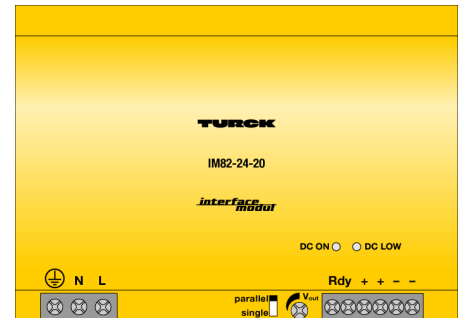 TURCK
IM82-24-20
interface
modul
DC ON DC LOW
N L
Rdy + + - -
parallel
single
Vout